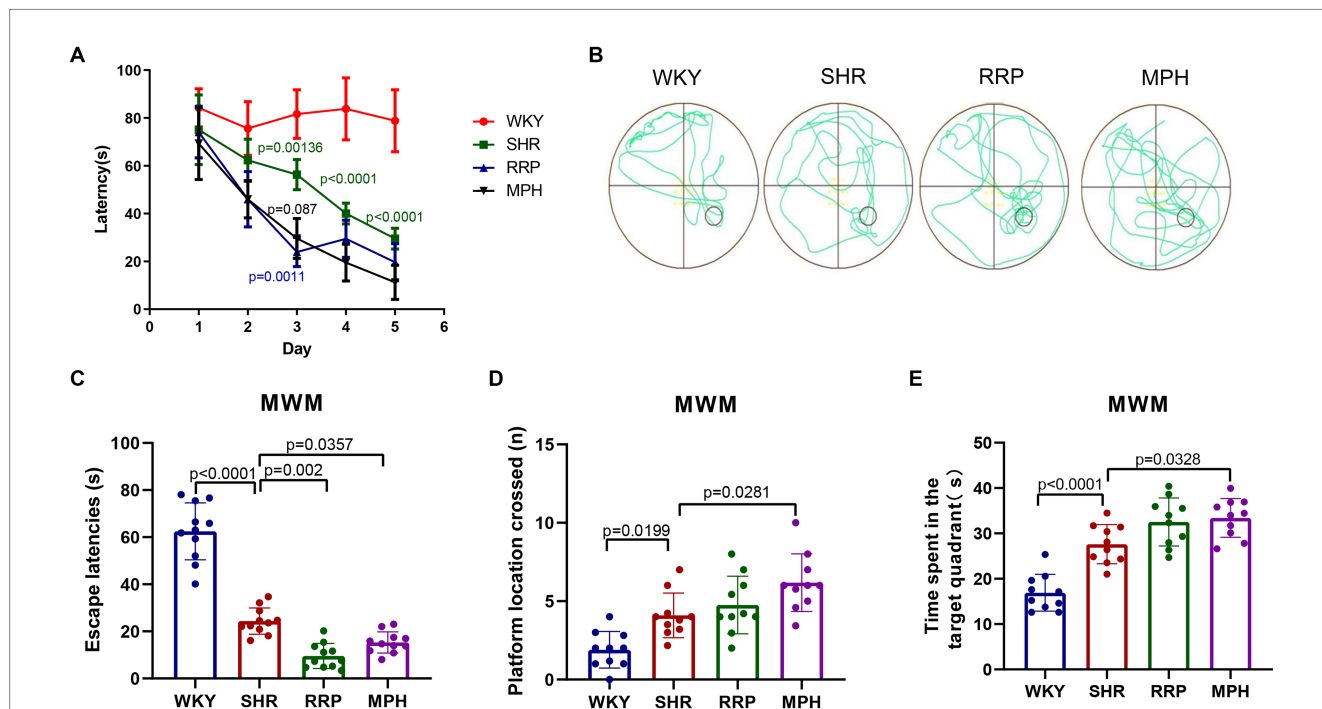 A
100
80
60
40
20
0
Laterncy(s)
0 1 2 3 4 5 6
Day
p=0.00136
p<0.0001
p=0.087
p<0.0001
p=0.0011
WKY
SHR
RRP
MPH
B
WKY SHR RRP MPH
C
MWM
Escape latencies (s)
100
80
60
40
20
0
p=0.0357
p<0.0001 p=0.002
WKY SHR RRP MPH
D
MWM
Platform location crossed (n)
15
10
5
0
p=0.0281
p=0.0199
WKY SHR RRP MPH
E
MWM
Time spent in the
target quadrant( s)
50
40
30
20
10
0
p=0.0328
p<0.0001
WKY SHR RRP MPH